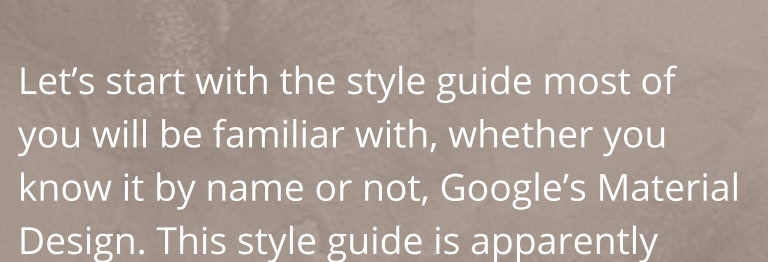 Let’s start with the style guide most of
you will be familiar with, whether you
know it by name or not, Google’s Material
Design. This style guide is apparently